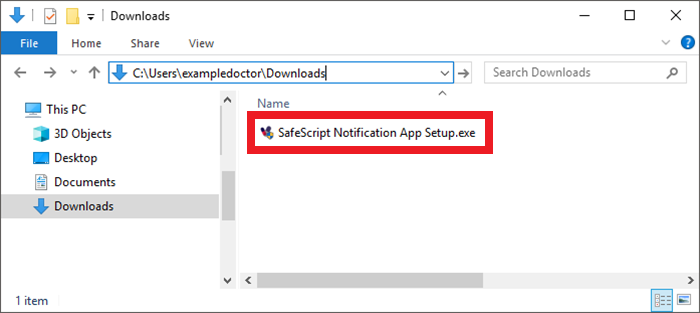 Downloads
File
Home
Share
View
C:\Users\exampledoctor\Downloads
Search Downloads
This PC
3D Objects
Desktop
Documents
Downloads
Name
SafeScript Notification App Setup.exe
1 item